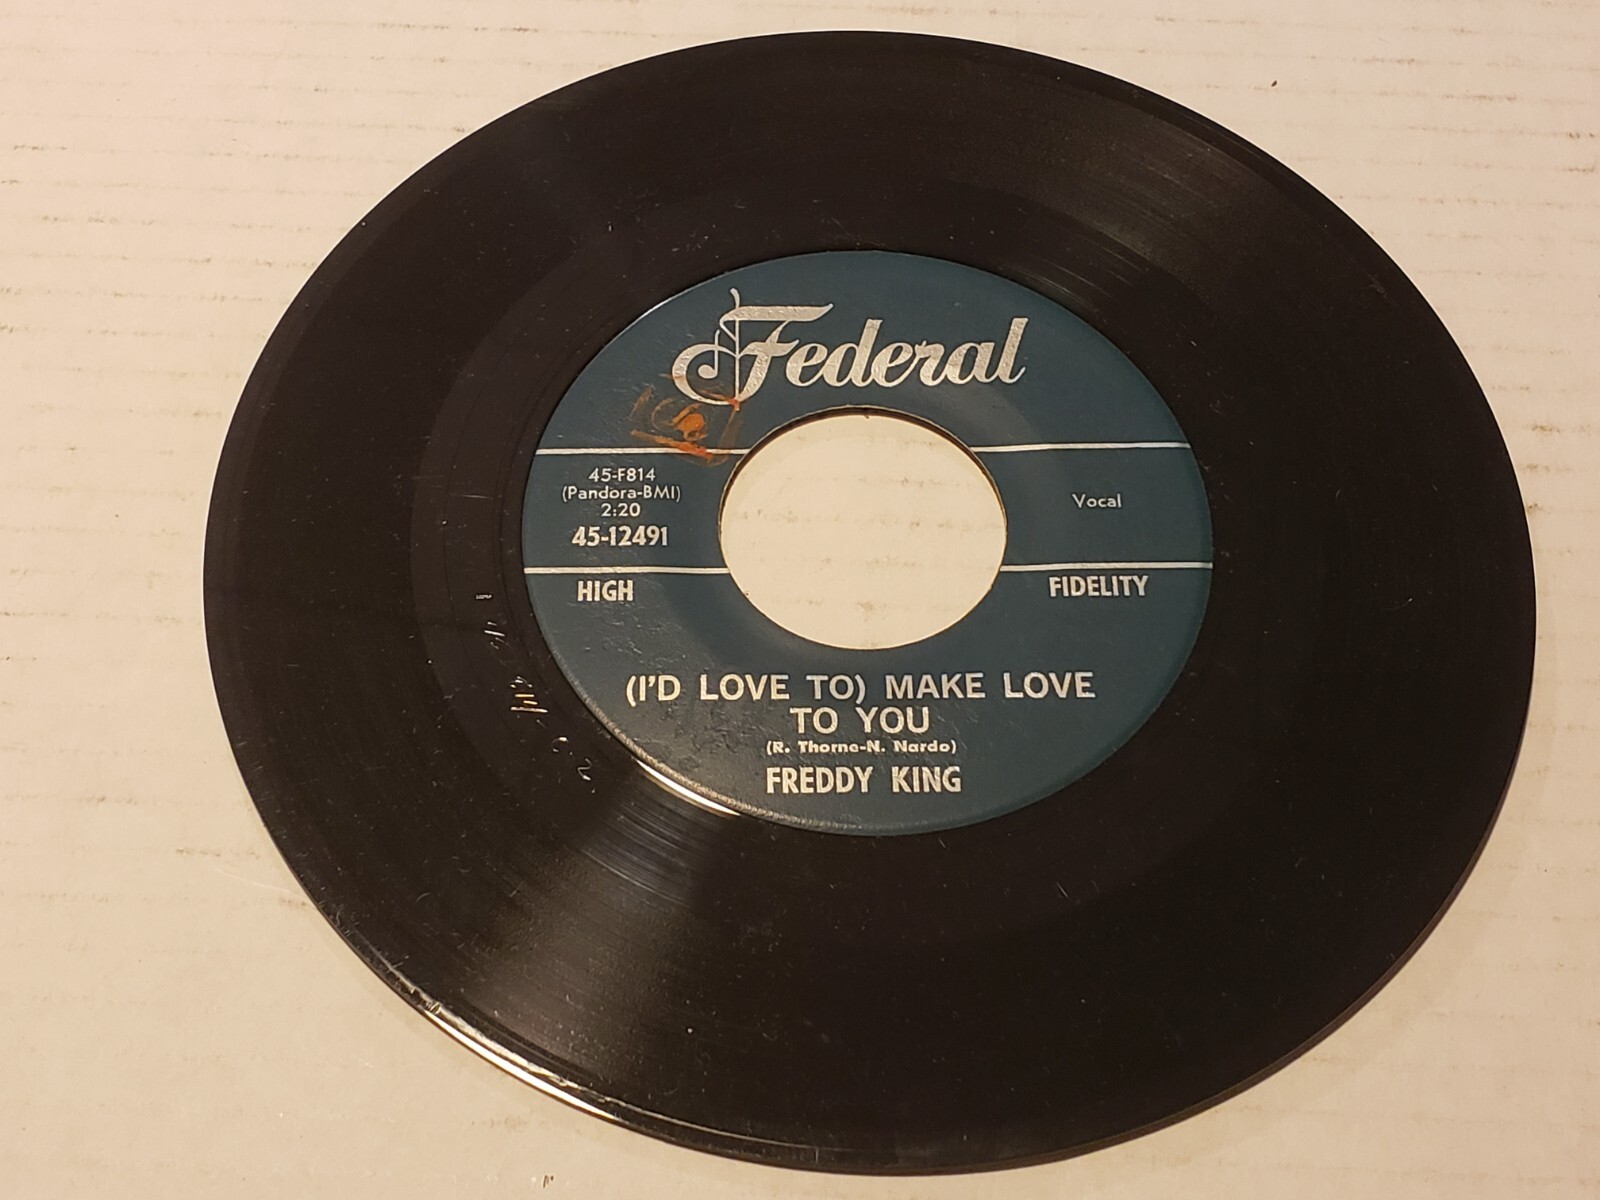 Federal
45-F814
(Pandora-BMI)
2:20
45-12491
Vocal
HIGH
FIDELITY
(I'D LOVE TO) MAKE LOVE
TO YOU
(R. Thorne-N. Nardo)
FREDDY KING